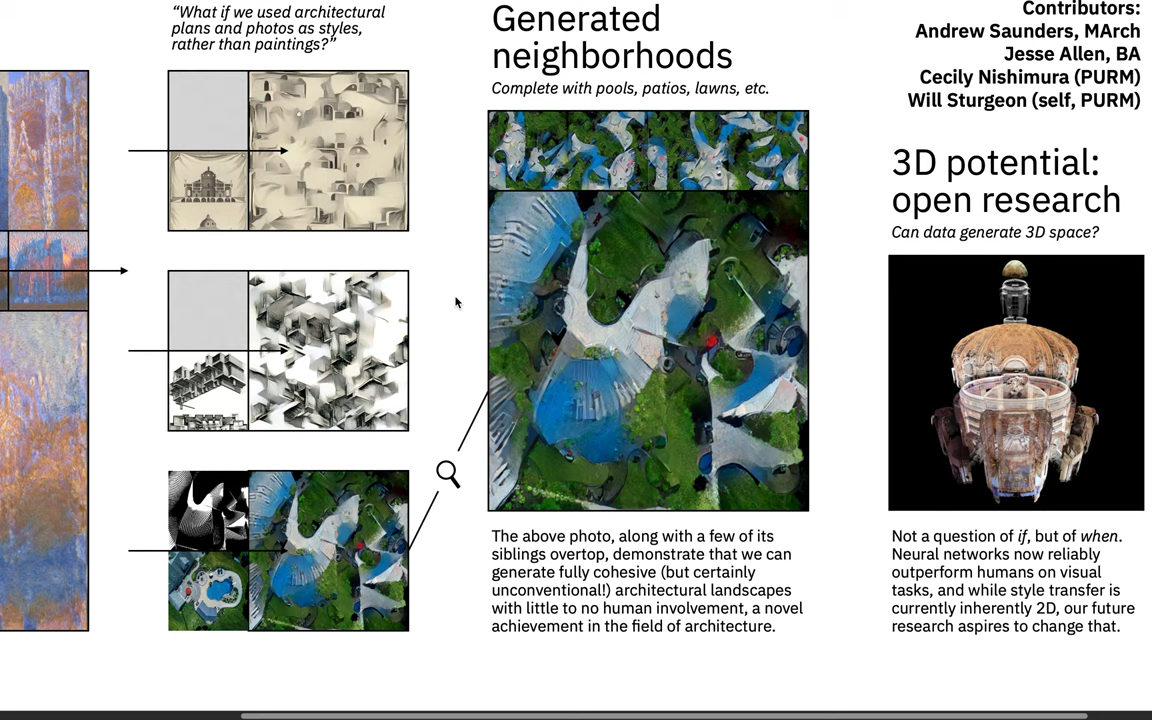 “What if we used architectural
plans and photos as styles,
rather than paintings?”
Generated
neighborhoods
Complete with pools, patios, lawns, etc.
The above photo, along with a few of its
siblings overtop, demonstrate that we can
generate fully cohesive (but certainly
unconventional!) architectural landscapes
with little to no human involvement, a novel
achievement in the field of architecture.
Contributors:
Andrew Saunders, MArch
Jesse Allen, BA
Cecily Nishimura (PURM)
Will Sturgeon (self, PURM)
3D potential:
open research
Can data generate 3D space?
Not a question of if, but of when.
Neural networks now reliably
outperform humans on visual
tasks, and while style transfer is
currently inherently 2D, our future
research aspires to change that.